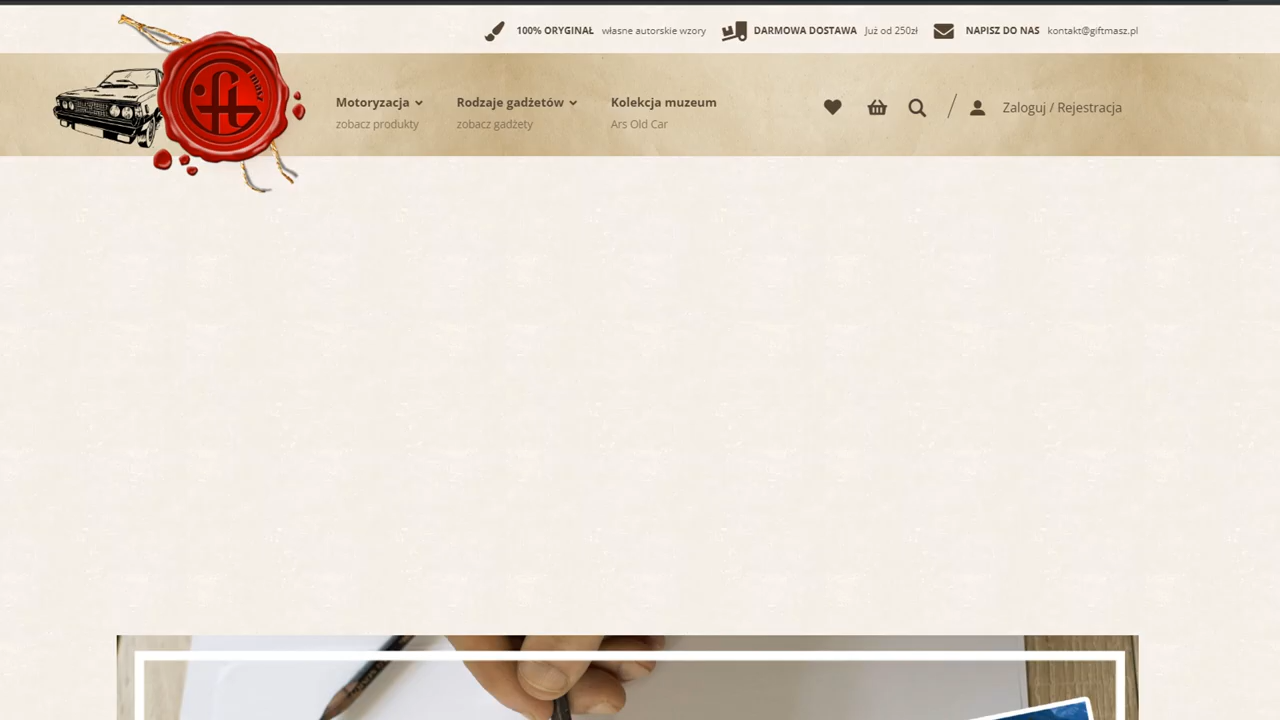 100% ORYGINAŁ własne autorskie wzory DARMOWA DOSTAWA Już od 250zł NAPISZ DO NAS kontakt@giftmasz.pl
Motoryzacja Rodzaje gadżetów Kolekcja muzeum
zobacz produkty zobacz gadżety Ars Old Car
Zaloguj / Rejestracja